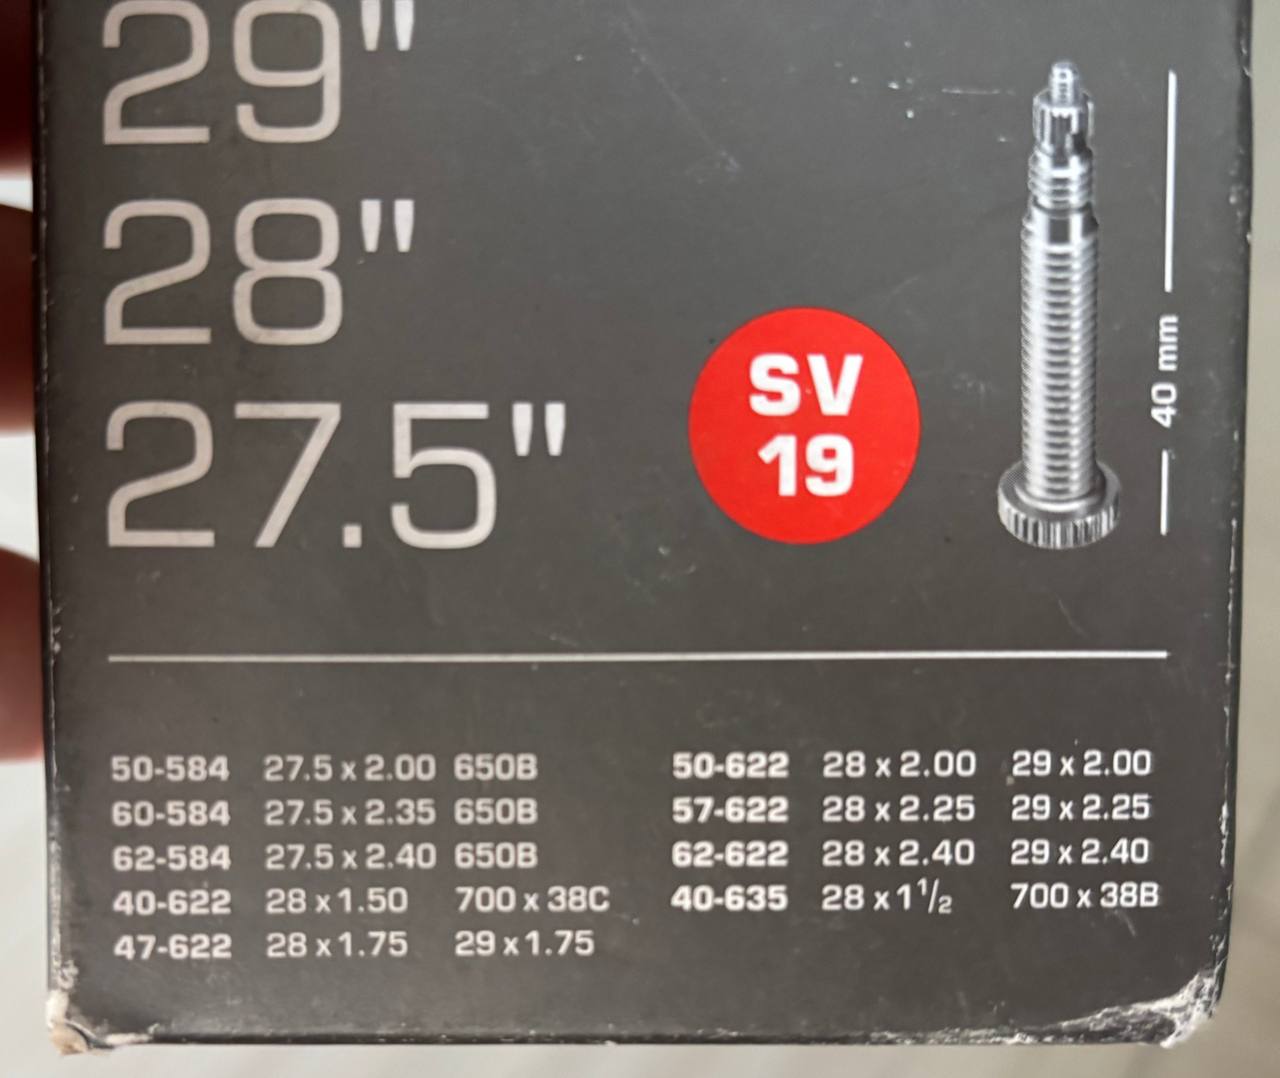 29"
28"
27.5"
SV
19
40 mm
50-584 27.5 x 2.00 650B
60-584 27.5 x 2.35 650B
62-584 27.5 x 2.40 650B
40-622 28 x 1.50 700 x 38C
47-622 28 x 1.75 29 x 1.75
50-622 28 x 2.00 29 x 2.00
57-622 28 x 2.25 29 x 2.25
62-622 28 x 2.40 29 x 2.40
40-635 28 x 1 1/2 700 x 38B